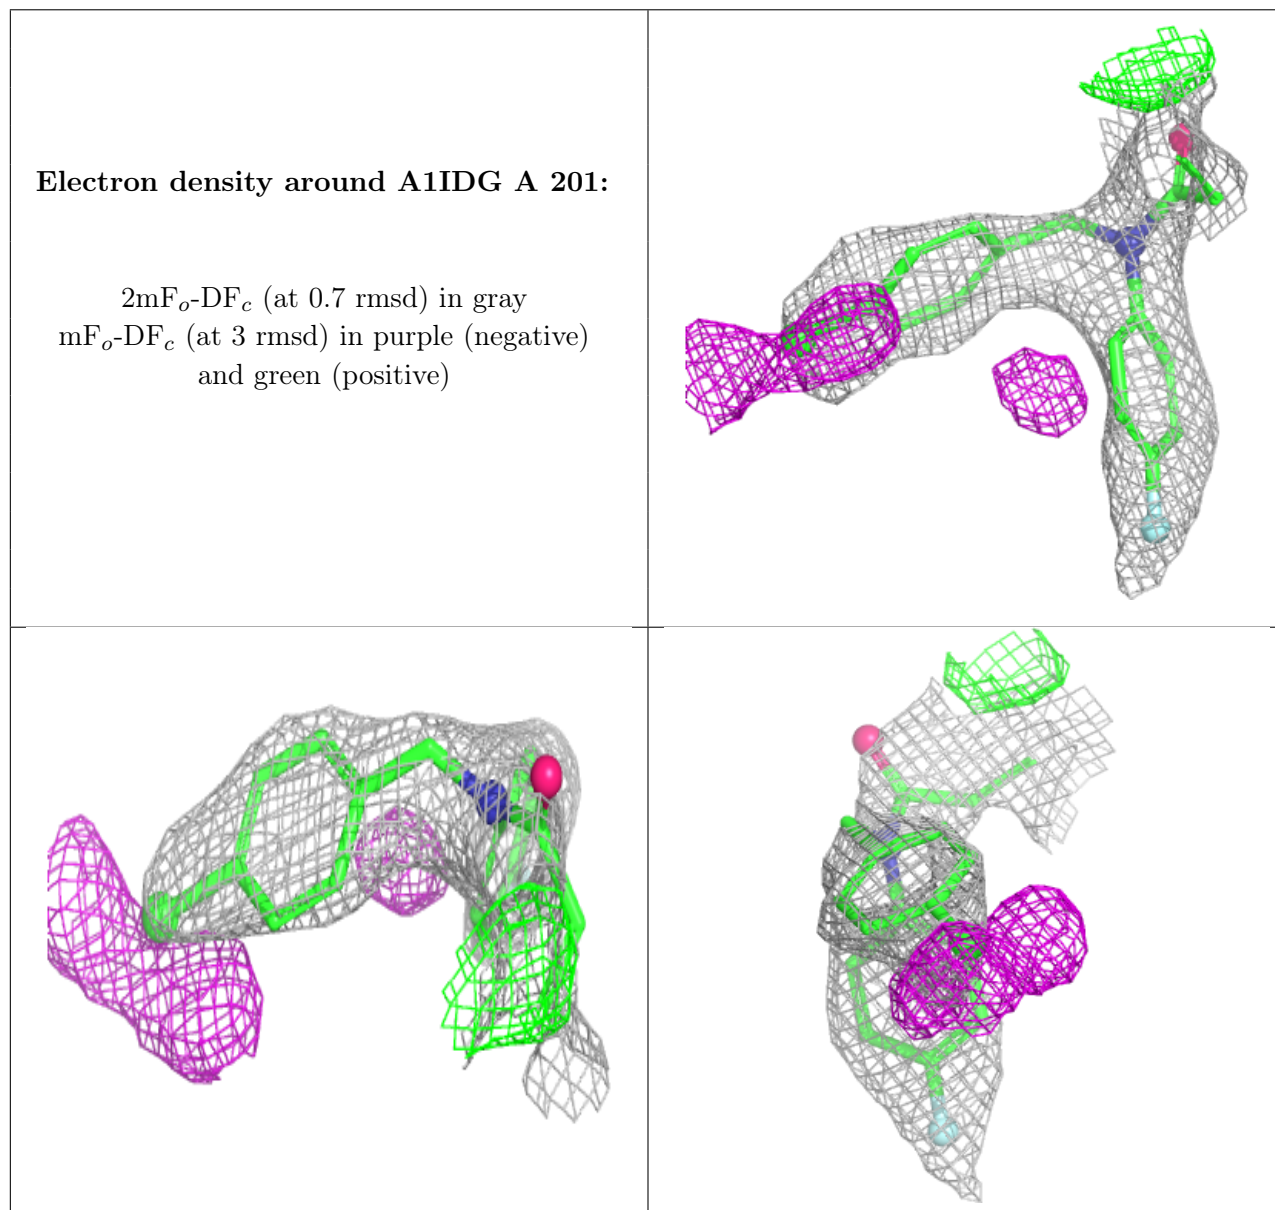 Electron density around A1IDG A 201:
2mFo-DFc (at 0.7 rmsd) in gray
mFo-DFc (at 3 rmsd) in purple (negative)
and green (positive)